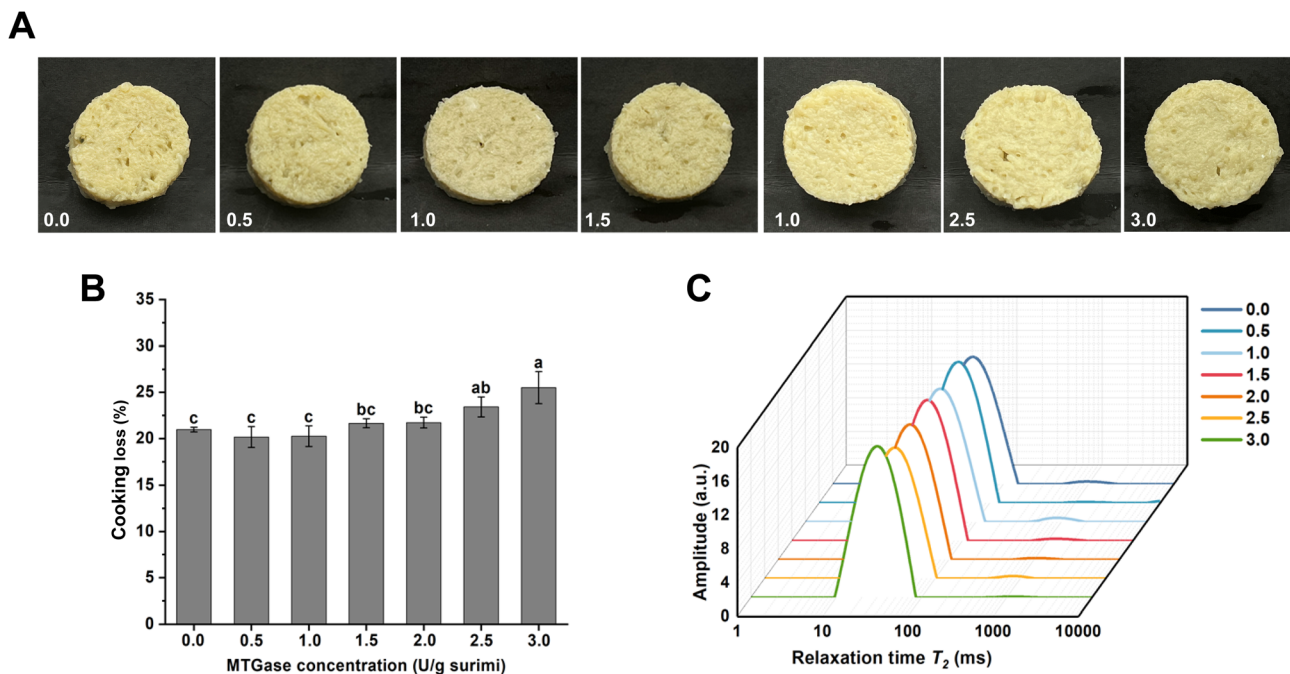 A
0.0
0.5
1.0
1.5
1.0
2.5
3.0
B
Cooking loss (%)
35
30
25
20
15
10
5
0
c
c
c
bc
bc
ab
a
0.0
0.5
1.0
1.5
2.0
2.5
3.0
MTGase concentration (U/g surimi)
C
Amplitude (a.u.)
20
16
12
8
4
0
1
10
100
1000
10000
Relaxation time T₂ (ms)
0.0
0.5
1.0
1.5
2.0
2.5
3.0